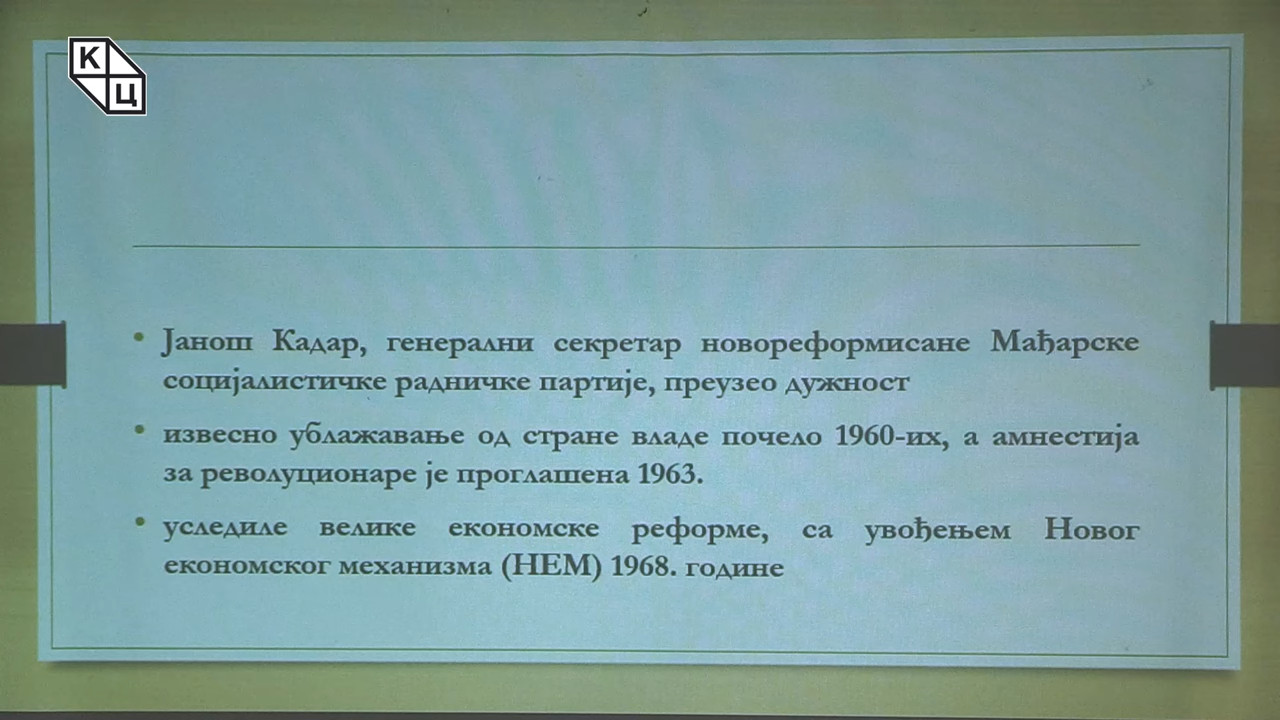 К
Ц
Јанош Кадар, генерални секретар новореформисане Мађарске
социјалистичке радничке партије, преузео дужност
извесно ублажавање од стране владе почело 1960-их, а амнестија
за револуционаре је проглашена 1963.
уследиле велике економске реформе, са увођењем Новог
економског механизма (НЕМ) 1968. године